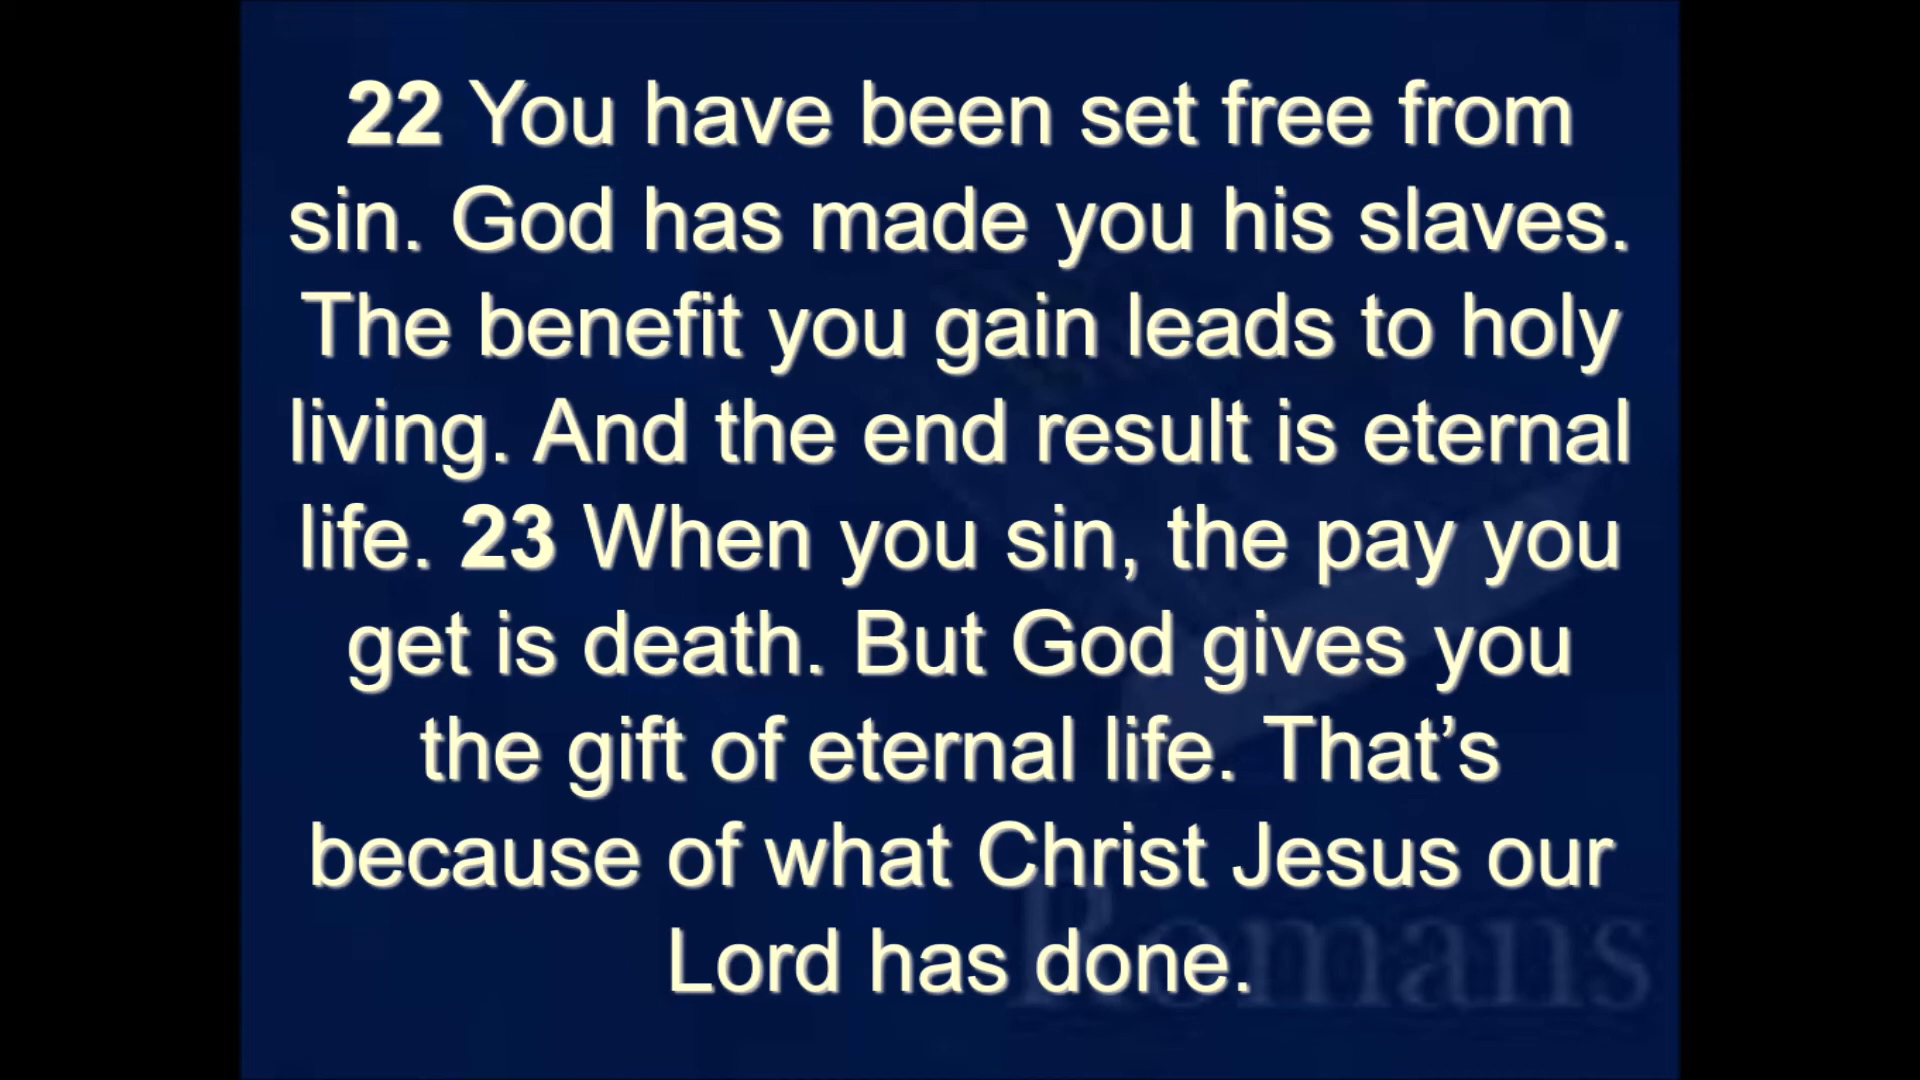 22 You have been set free from
sin. God has made you his slaves.
The benefit you gain leads to holy
living. And the end result is eternal
life. 23 When you sin, the pay you
get is death. But God gives you
the gift of eternal life. That’s
because of what Christ Jesus our
Lord has done.
Romans